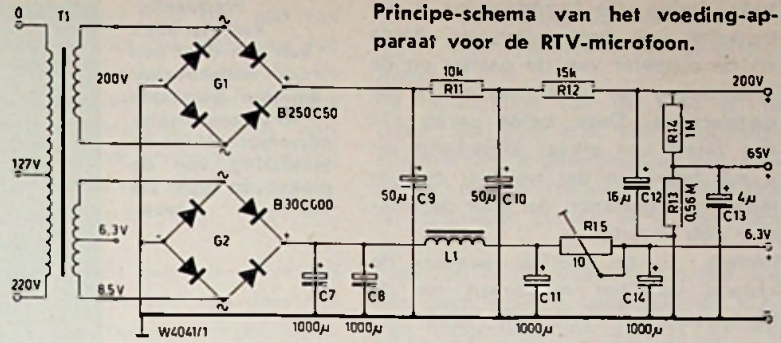 Principe-schema van het voeding-ap-
paraat voor de RTV-microfoon.
0
T1
200V
G1
B250C50
10k
R11
15k
R12
200V
R14
1M
65V
127V
50μ
C9
50μ
C10
16μ
C12
R13
0,56M
4μ
C13
B30C600
6,3V
G2
R15
10
6.3V
L1
220V
8.5V
C7
C8
C11
C14
W4041/1
1000μ
1000μ
1000μ
1000μ